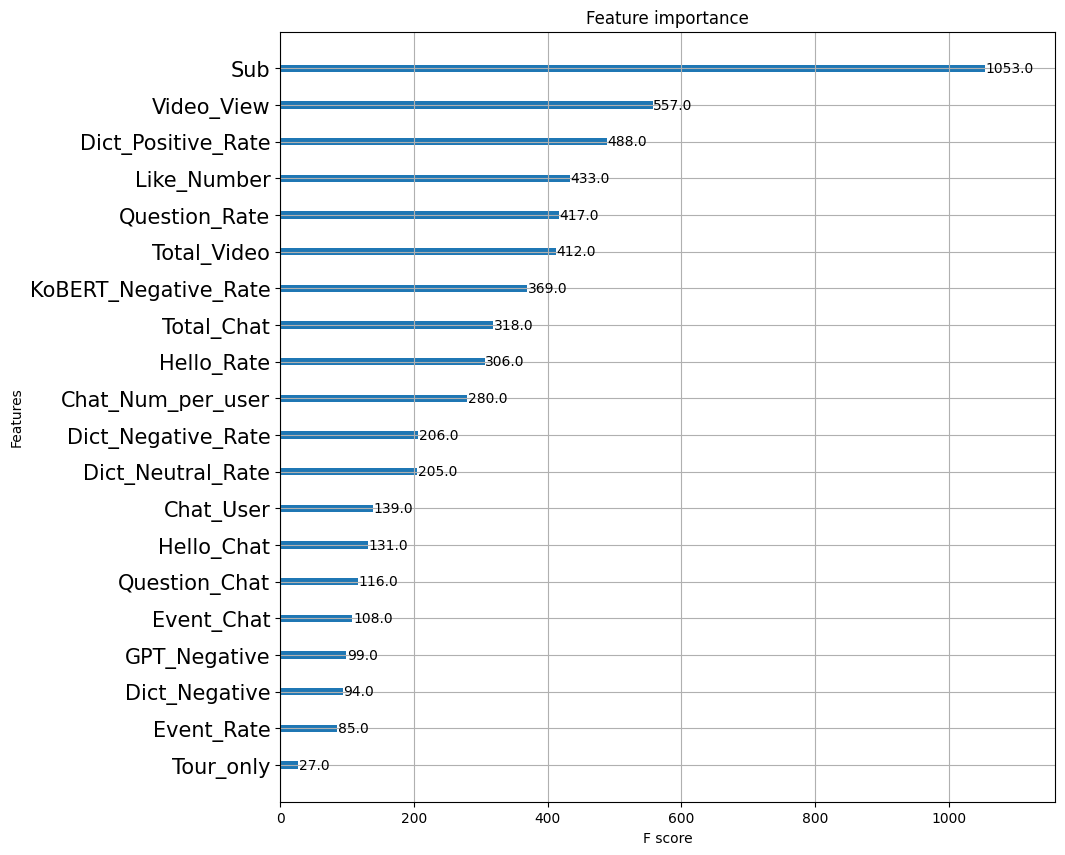 Feature importance
Sub 1053.0
Video_View 557.0
Dict_Positive_Rate 488.0
Like_Number 433.0
Question_Rate 417.0
Total_Video 412.0
KoBERT_Negative_Rate 369.0
Total_Chat 318.0
Hello_Rate 306.0
Chat_Num_per_user 280.0
Dict_Negative_Rate 206.0
Dict_Neutral_Rate 205.0
Chat_User 139.0
Hello_Chat 131.0
Question_Chat 116.0
Event_Chat 108.0
GPT_Negative 99.0
Dict_Negative 94.0
Event_Rate 85.0
Tour_only 27.0
Features
0 200 400 600 800 1000
F score